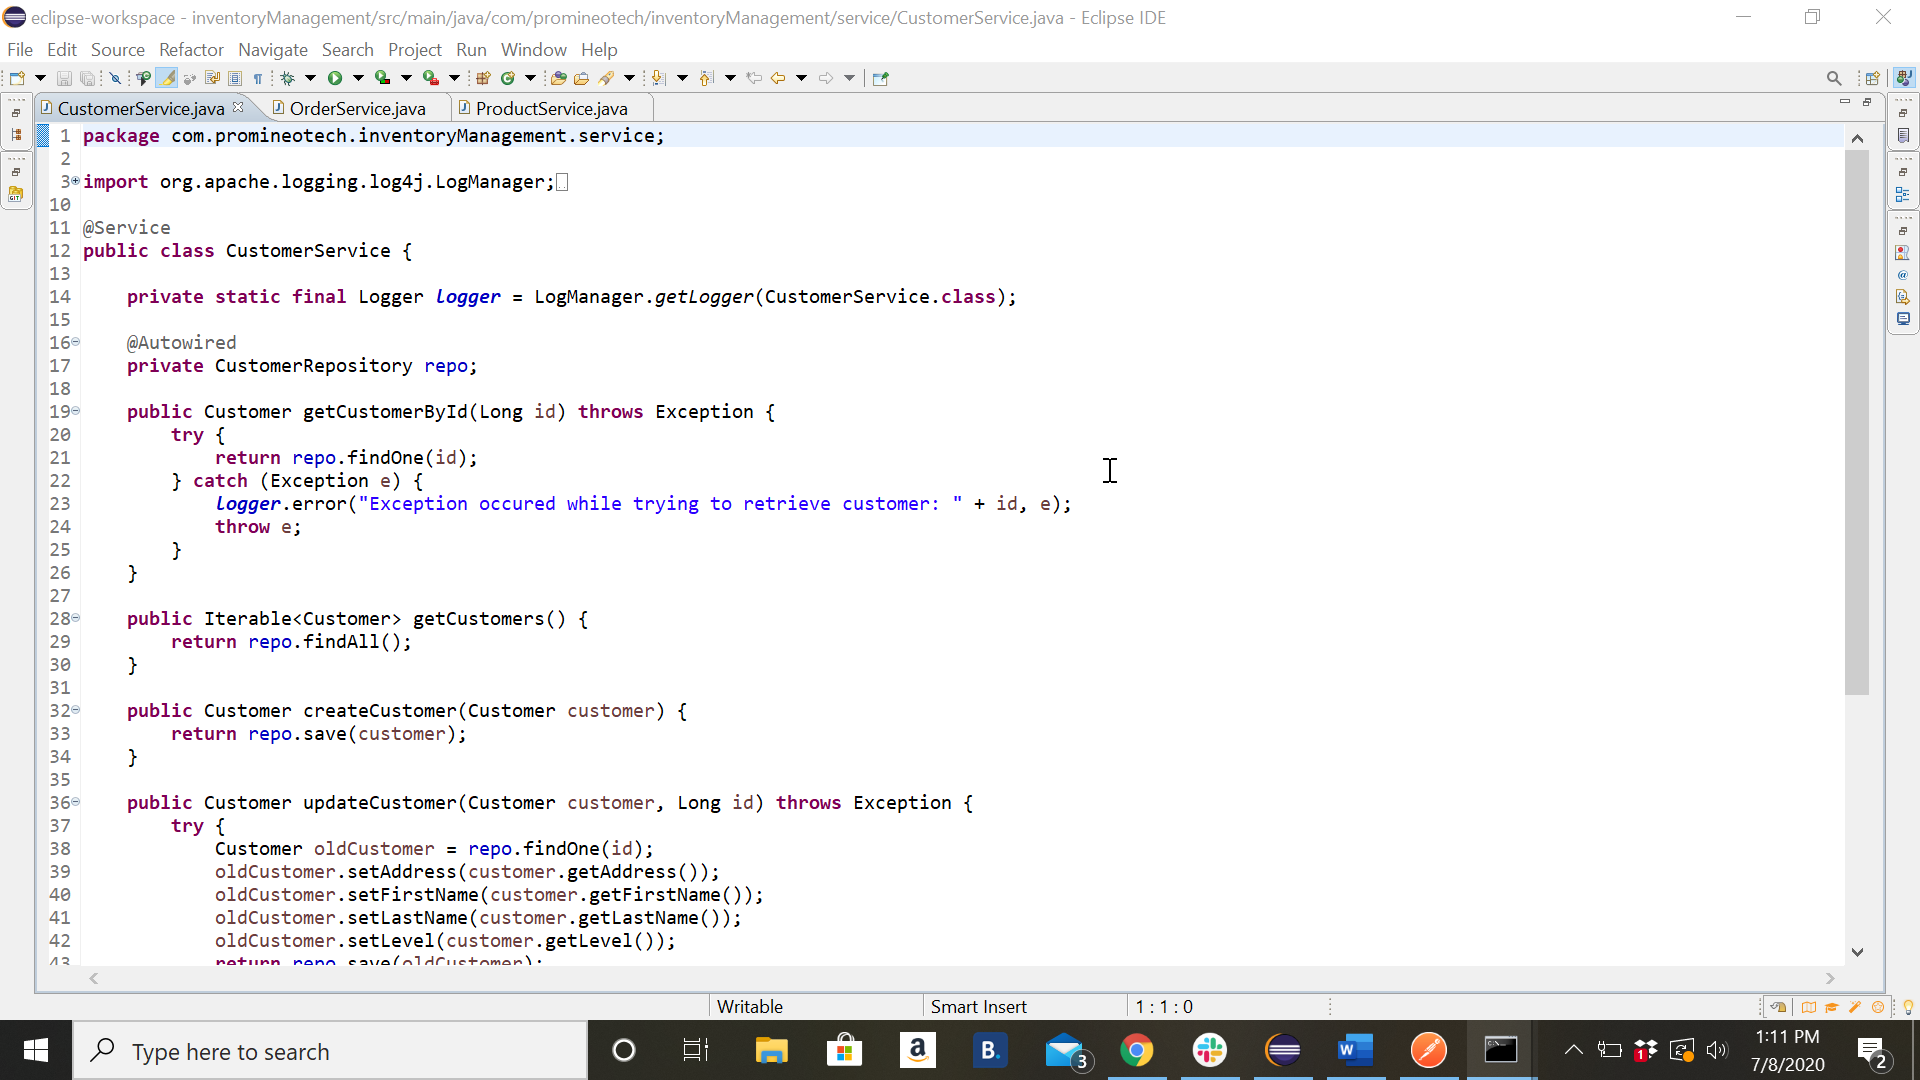 eclipse-workspace - inventoryManagement/src/main/java/com/promineotech/inventoryManagement/service/CustomerService.java - Eclipse IDE
File Edit Source Refactor Navigate Search Project Run Window Help
CustomerService.java OrderService.java ProductService.java
1 package com.promineotech.inventoryManagement.service;
2
3 import org.apache.logging.log4j.LogManager;
10
11 @Service
12 public class CustomerService {
13
14 private static final Logger logger = LogManager.getLogger(CustomerService.class);
15
16 @Autowired
17 private CustomerRepository repo;
18
19 public Customer getCustomerById(Long id) throws Exception {
20 try {
21 return repo.findOne(id);
22 } catch (Exception e) {
23 logger.error("Exception occured while trying to retrieve customer: " + id, e);
24 throw e;
25 }
26 }
27
28 public Iterable<Customer> getCustomers() {
29 return repo.findAll();
30 }
31
32 public Customer createCustomer(Customer customer) {
33 return repo.save(customer);
34 }
35
36 public Customer updateCustomer(Customer customer, Long id) throws Exception {
37 try {
38 Customer oldCustomer = repo.findOne(id);
39 oldCustomer.setAddress(customer.getAddress());
40 oldCustomer.setFirstName(customer.getFirstName());
41 oldCustomer.setLastName(customer.getLastName());
42 oldCustomer.setLevel(customer.getLevel());
43 return repo.save(oldCustomer);
Writable Smart Insert 1 : 1 : 0
Type here to search
a
B.
3
W
1
1:11 PM
7/8/2020
2